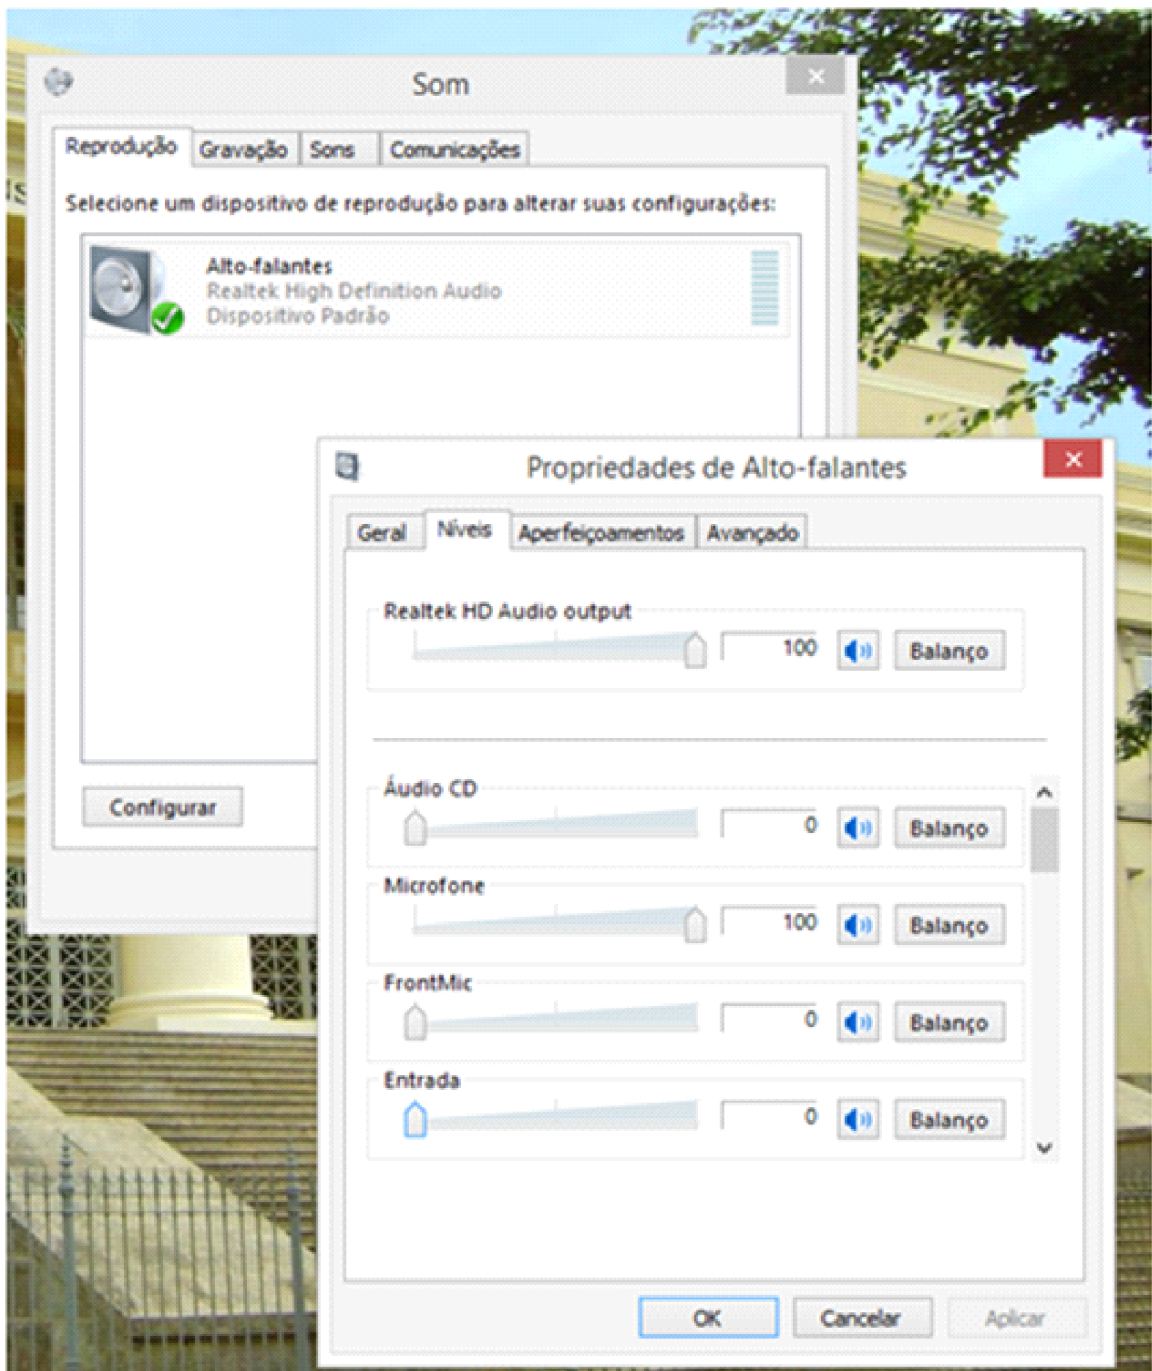 Som
Reprodução Gravação Sons Comunicações
Selecione um dispositivo de reprodução para alterar suas configurações:
Alto-falantes
Realtek High Definition Audio
Dispositivo Padrão
Configurar
Propriedades de Alto-falantes
Geral Níveis Aperfeiçoamentos Avançado
Realtek HD Audio output
100 Balanço
Áudio CD
0 Balanço
Microfone
100 Balanço
FrontMic
0 Balanço
Entrada
0 Balanço
OK Cancelar Aplicar